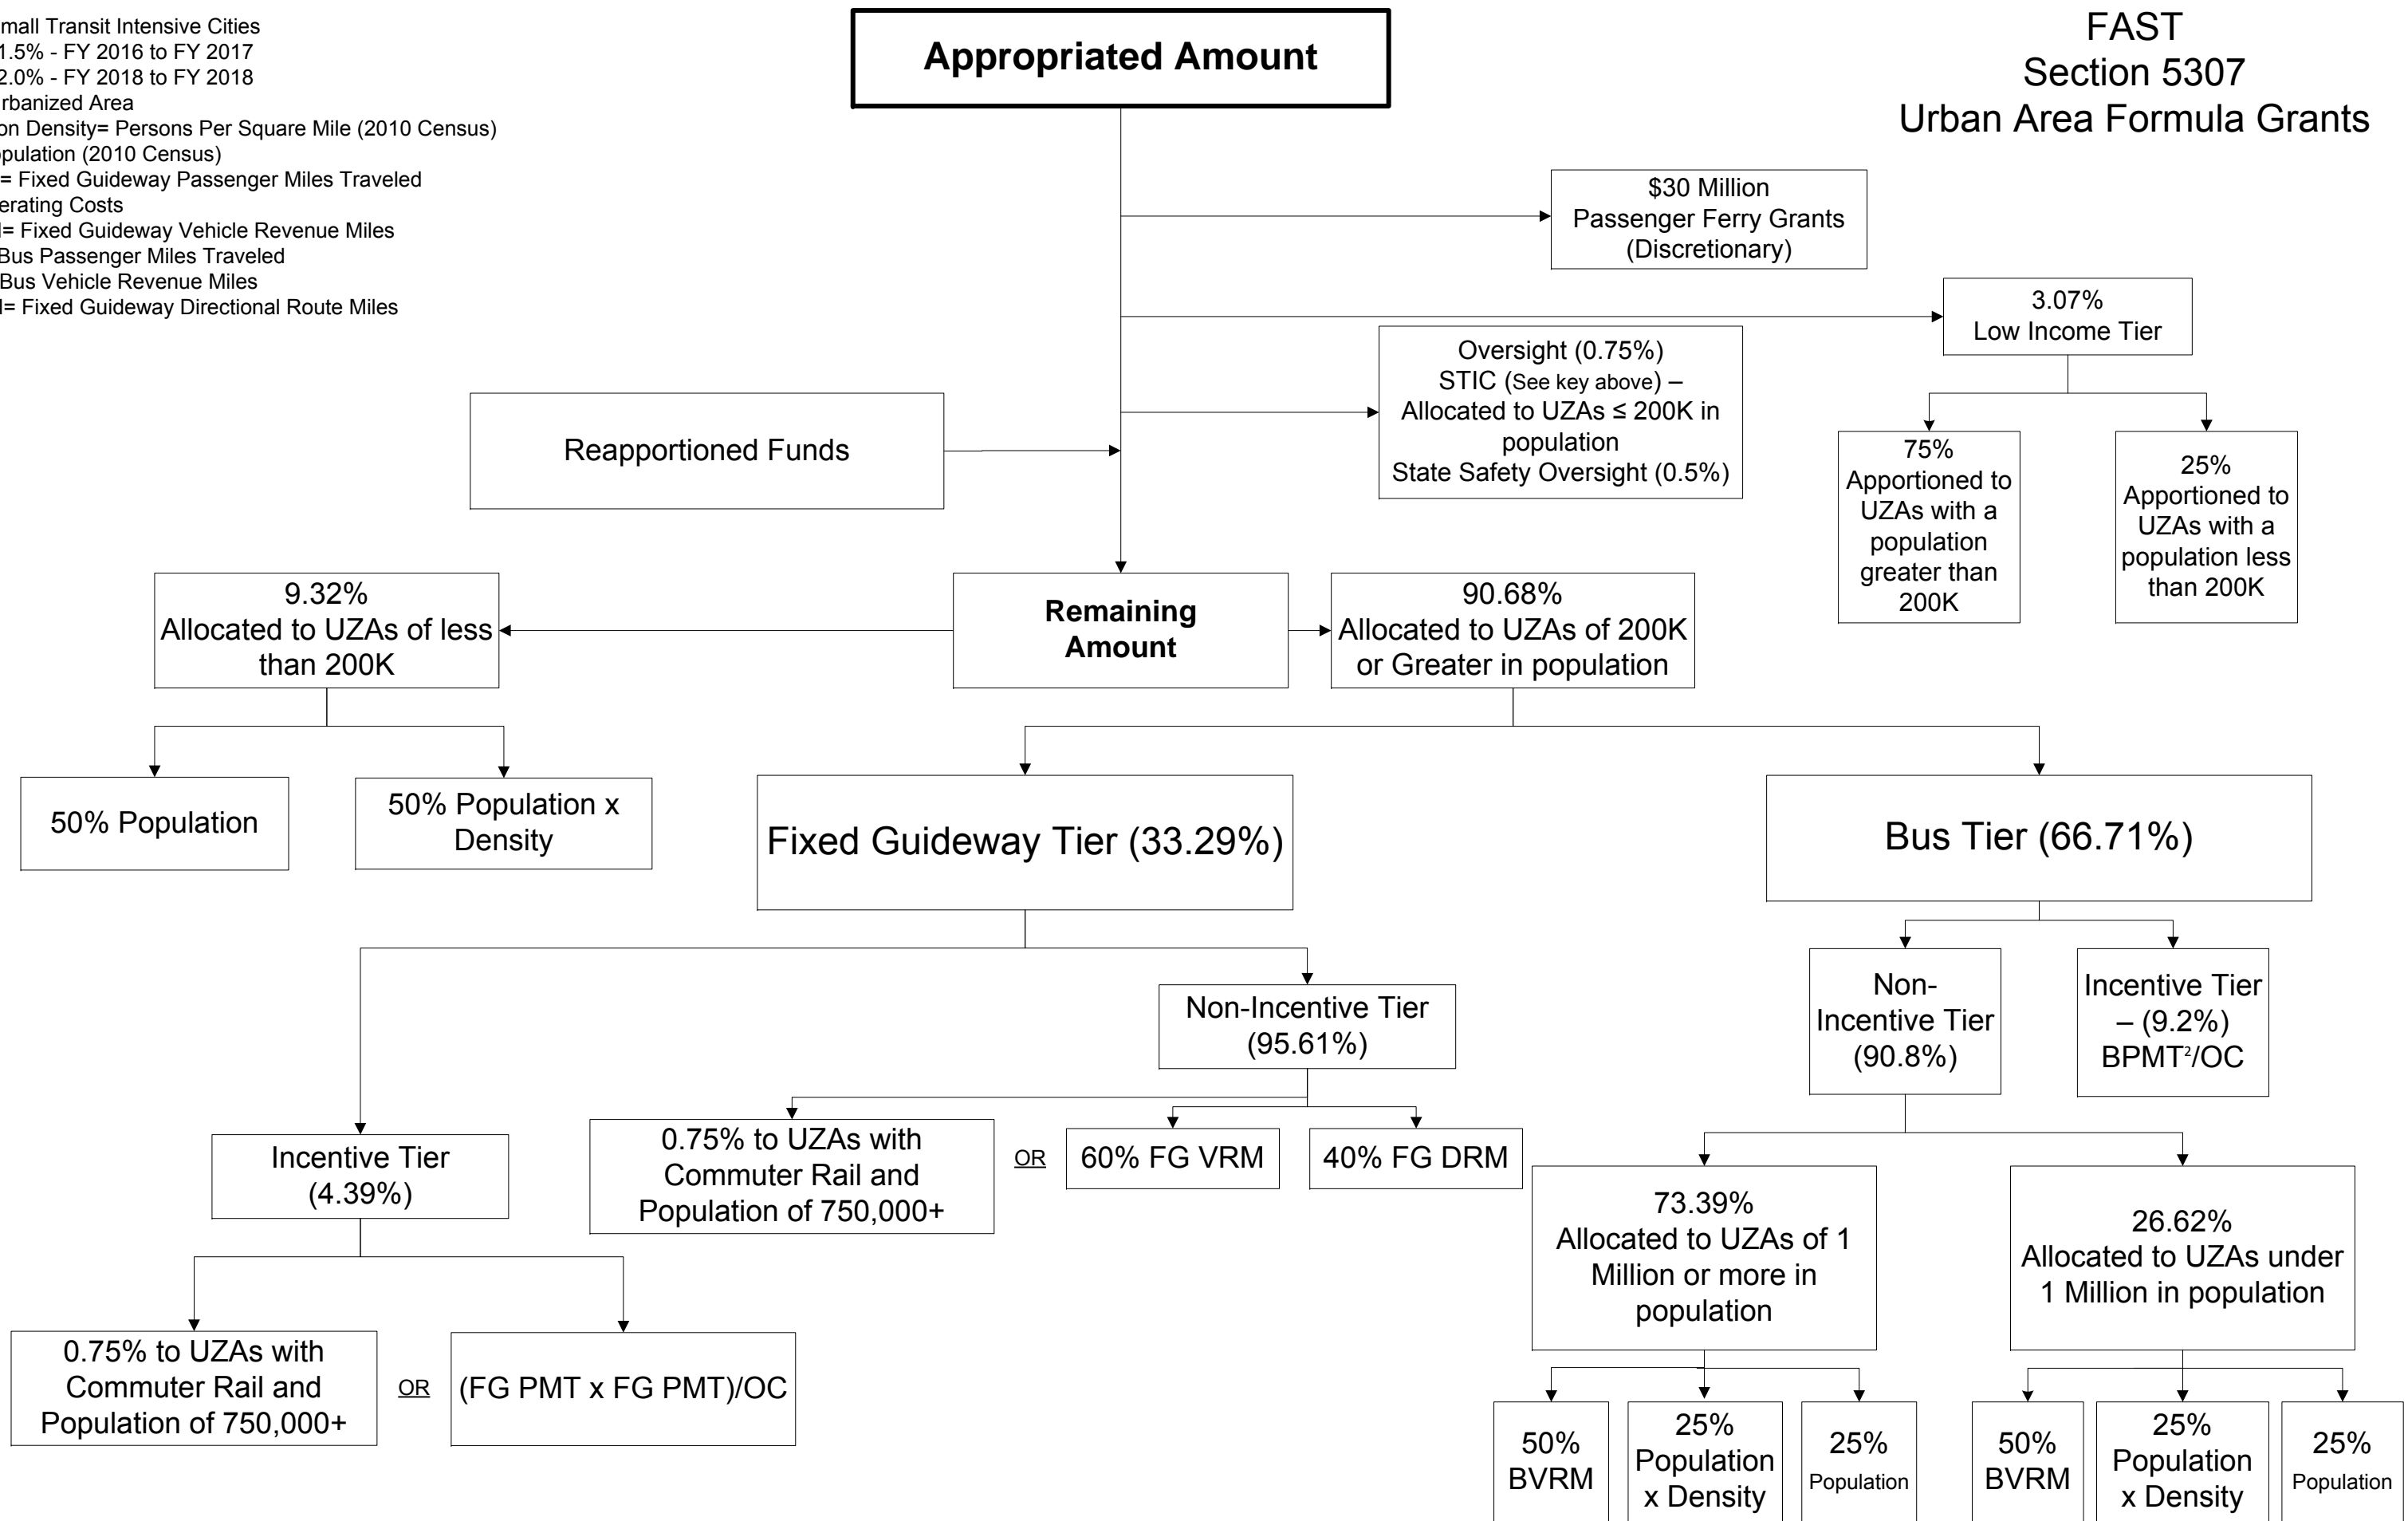 mall Transit Intensive Cities
1.5% - FY 2016 to FY 2017
2.0% - FY 2018 to FY 2018
rbanized Area
on Density= Persons Per Square Mile (2010 Census)
pulation (2010 Census)
= Fixed Guideway Passenger Miles Traveled
erating Costs
= Fixed Guideway Vehicle Revenue Miles
Bus Passenger Miles Traveled
Bus Vehicle Revenue Miles
= Fixed Guideway Directional Route Miles
Appropriated Amount
FAST
Section 5307
Urban Area Formula Grants
$30 Million
Passenger Ferry Grants
(Discretionary)
3.07%
Low Income Tier
Oversight (0.75%)
STIC (See key above) –
Allocated to UZAs ≤ 200K in
population
State Safety Oversight (0.5%)
Reapportioned Funds
75%
Apportioned to
UZAs with a
population
greater than
200K
25%
Apportioned to
UZAs with a
population less
than 200K
9.32%
Allocated to UZAs of less
than 200K
Remaining
Amount
90.68%
Allocated to UZAs of 200K
or Greater in population
50% Population
50% Population x
Density
Fixed Guideway Tier (33.29%)
Bus Tier (66.71%)
Non-Incentive Tier
(95.61%)
Non-
Incentive Tier
(90.8%)
Incentive Tier
– (9.2%)
BPMT²/OC
Incentive Tier
(4.39%)
0.75% to UZAs with
Commuter Rail and
Population of 750,000+
OR
60% FG VRM
40% FG DRM
73.39%
Allocated to UZAs of 1
Million or more in
population
26.62%
Allocated to UZAs under
1 Million in population
0.75% to UZAs with
Commuter Rail and
Population of 750,000+
OR
(FG PMT x FG PMT)/OC
50%
BVRM
25%
Population
x Density
25%
Population
50%
BVRM
25%
Population
x Density
25%
Population